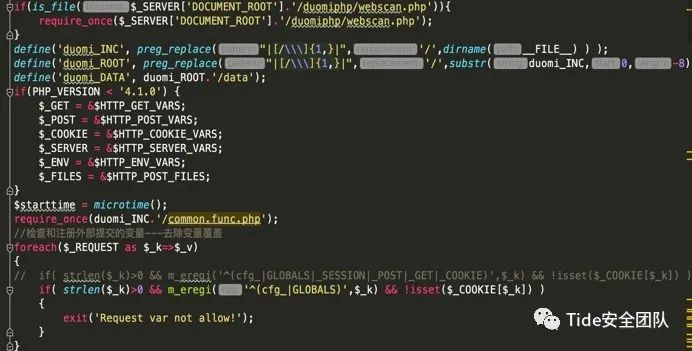 if(is_file( filename: $_SERVER['DOCUMENT_ROOT'].'/duomiphp/webscan.php')){
    require_once($_SERVER['DOCUMENT_ROOT'].'/duomiphp/webscan.php');
}
define('duomi_INC', preg_replace( pattern: "|[/\\\]{1,}|", replacement: '/',dirname( path: __FILE__) ) );
define('duomi_ROOT', preg_replace( pattern: "|[/\\\]{1,}|", replacement: '/',substr( string: duomi_INC, start: 0, length: -8)
define('duomi_DATA', duomi_ROOT.'/data');
if(PHP_VERSION < '4.1.0') {
    $_GET = &$HTTP_GET_VARS;
    $_POST = &$HTTP_POST_VARS;
    $_COOKIE = &$HTTP_COOKIE_VARS;
    $_SERVER = &$HTTP_SERVER_VARS;
    $_ENV = &$HTTP_ENV_VARS;
    $_FILES = &$HTTP_POST_FILES;
}
$starttime = microtime();
require_once(duomi_INC.'/common.func.php');
//检查和注册外部提交的变量---去除变量覆盖
foreach($_REQUEST as $_k=>$_v)
{
//  if( strlen($_k)>0 && m_eregi('^(cfg_|GLOBALS|_SESSION|_POST|_GET|_COOKIE)',$_k) && !isset($_COOKIE[$_k]) )
    if( strlen($_k)>0 && m_eregi( reg: '^(cfg_|GLOBALS)',$_k) && !isset($_COOKIE[$_k]) )
    {
        exit('Request var not allow!');
    }
}
Tide安全团队